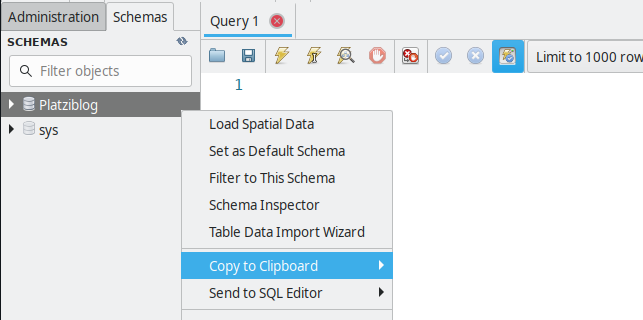 Administration Schemas
Query 1
SCHEMAS
Filter objects
Limit to 1000 row
1
Platziblog
sys
Load Spatial Data
Set as Default Schema
Filter to This Schema
Schema Inspector
Table Data Import Wizard
Copy to Clipboard
Send to SQL Editor